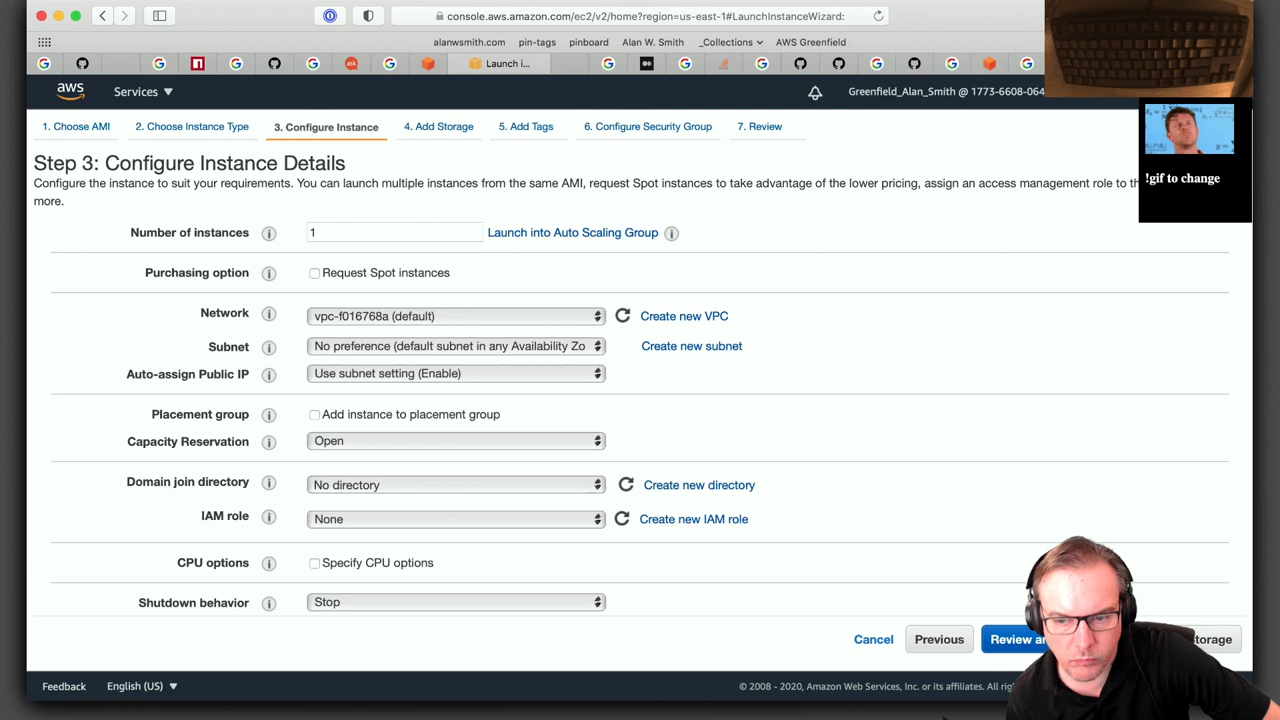 console.aws.amazon.com/ec2/v2/home?region=us-east-1#LaunchInstanceWizard:
alanwsmith.com pin-tags pinboard Alan W. Smith _Collections AWS Greenfield
Launch i...
aws Services Greenfield_Alan_Smith @ 1773-6608-064
1. Choose AMI 2. Choose Instance Type 3. Configure Instance 4. Add Storage 5. Add Tags 6. Configure Security Group 7. Review
Step 3: Configure Instance Details
Configure the instance to suit your requirements. You can launch multiple instances from the same AMI, request Spot instances to take advantage of the lower pricing, assign an access management role to th
more.
!gif to change
Number of instances 1 Launch into Auto Scaling Group
Purchasing option Request Spot instances
Network vpc-f016768a (default) Create new VPC
Subnet No preference (default subnet in any Availability Zo Create new subnet
Auto-assign Public IP Use subnet setting (Enable)
Placement group Add instance to placement group
Capacity Reservation Open
Domain join directory No directory Create new directory
IAM role None Create new IAM role
CPU options Specify CPU options
Shutdown behavior Stop
Cancel Previous Review a torage
Feedback English (US) © 2008 - 2020, Amazon Web Services, Inc. or its affiliates. All rig